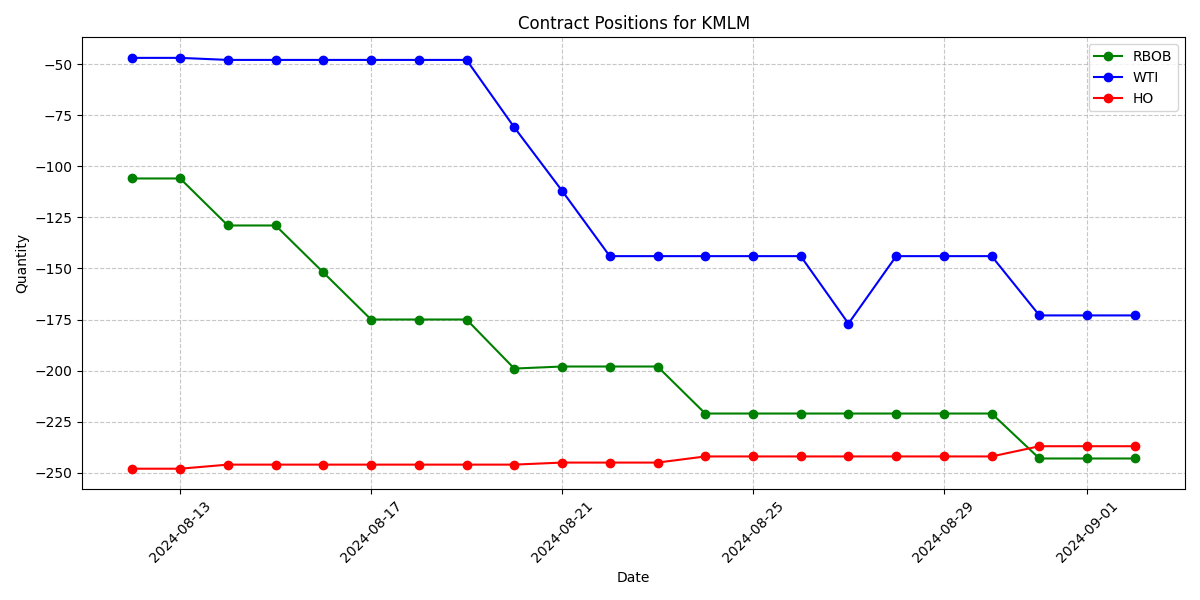 Contract Positions for KMLM
RBOB
WTI
HO
Quantity
−50
−75
−100
−125
−150
−175
−200
−225
−250
2024-08-13
2024-08-17
2024-08-21
2024-08-25
2024-08-29
2024-09-01
Date